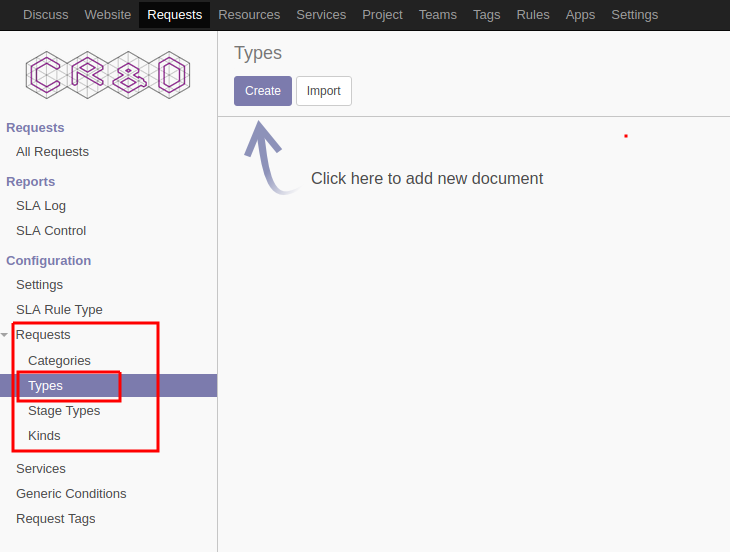 Discuss Website Requests Resources Services Project Teams Tags Rules Apps Settings
CR&D
Requests
All Requests
Reports
SLA Log
SLA Control
Configuration
Settings
SLA Rule Type
Requests
Categories
Types
Stage Types
Kinds
Services
Generic Conditions
Request Tags
Types
Create Import
Click here to add new document